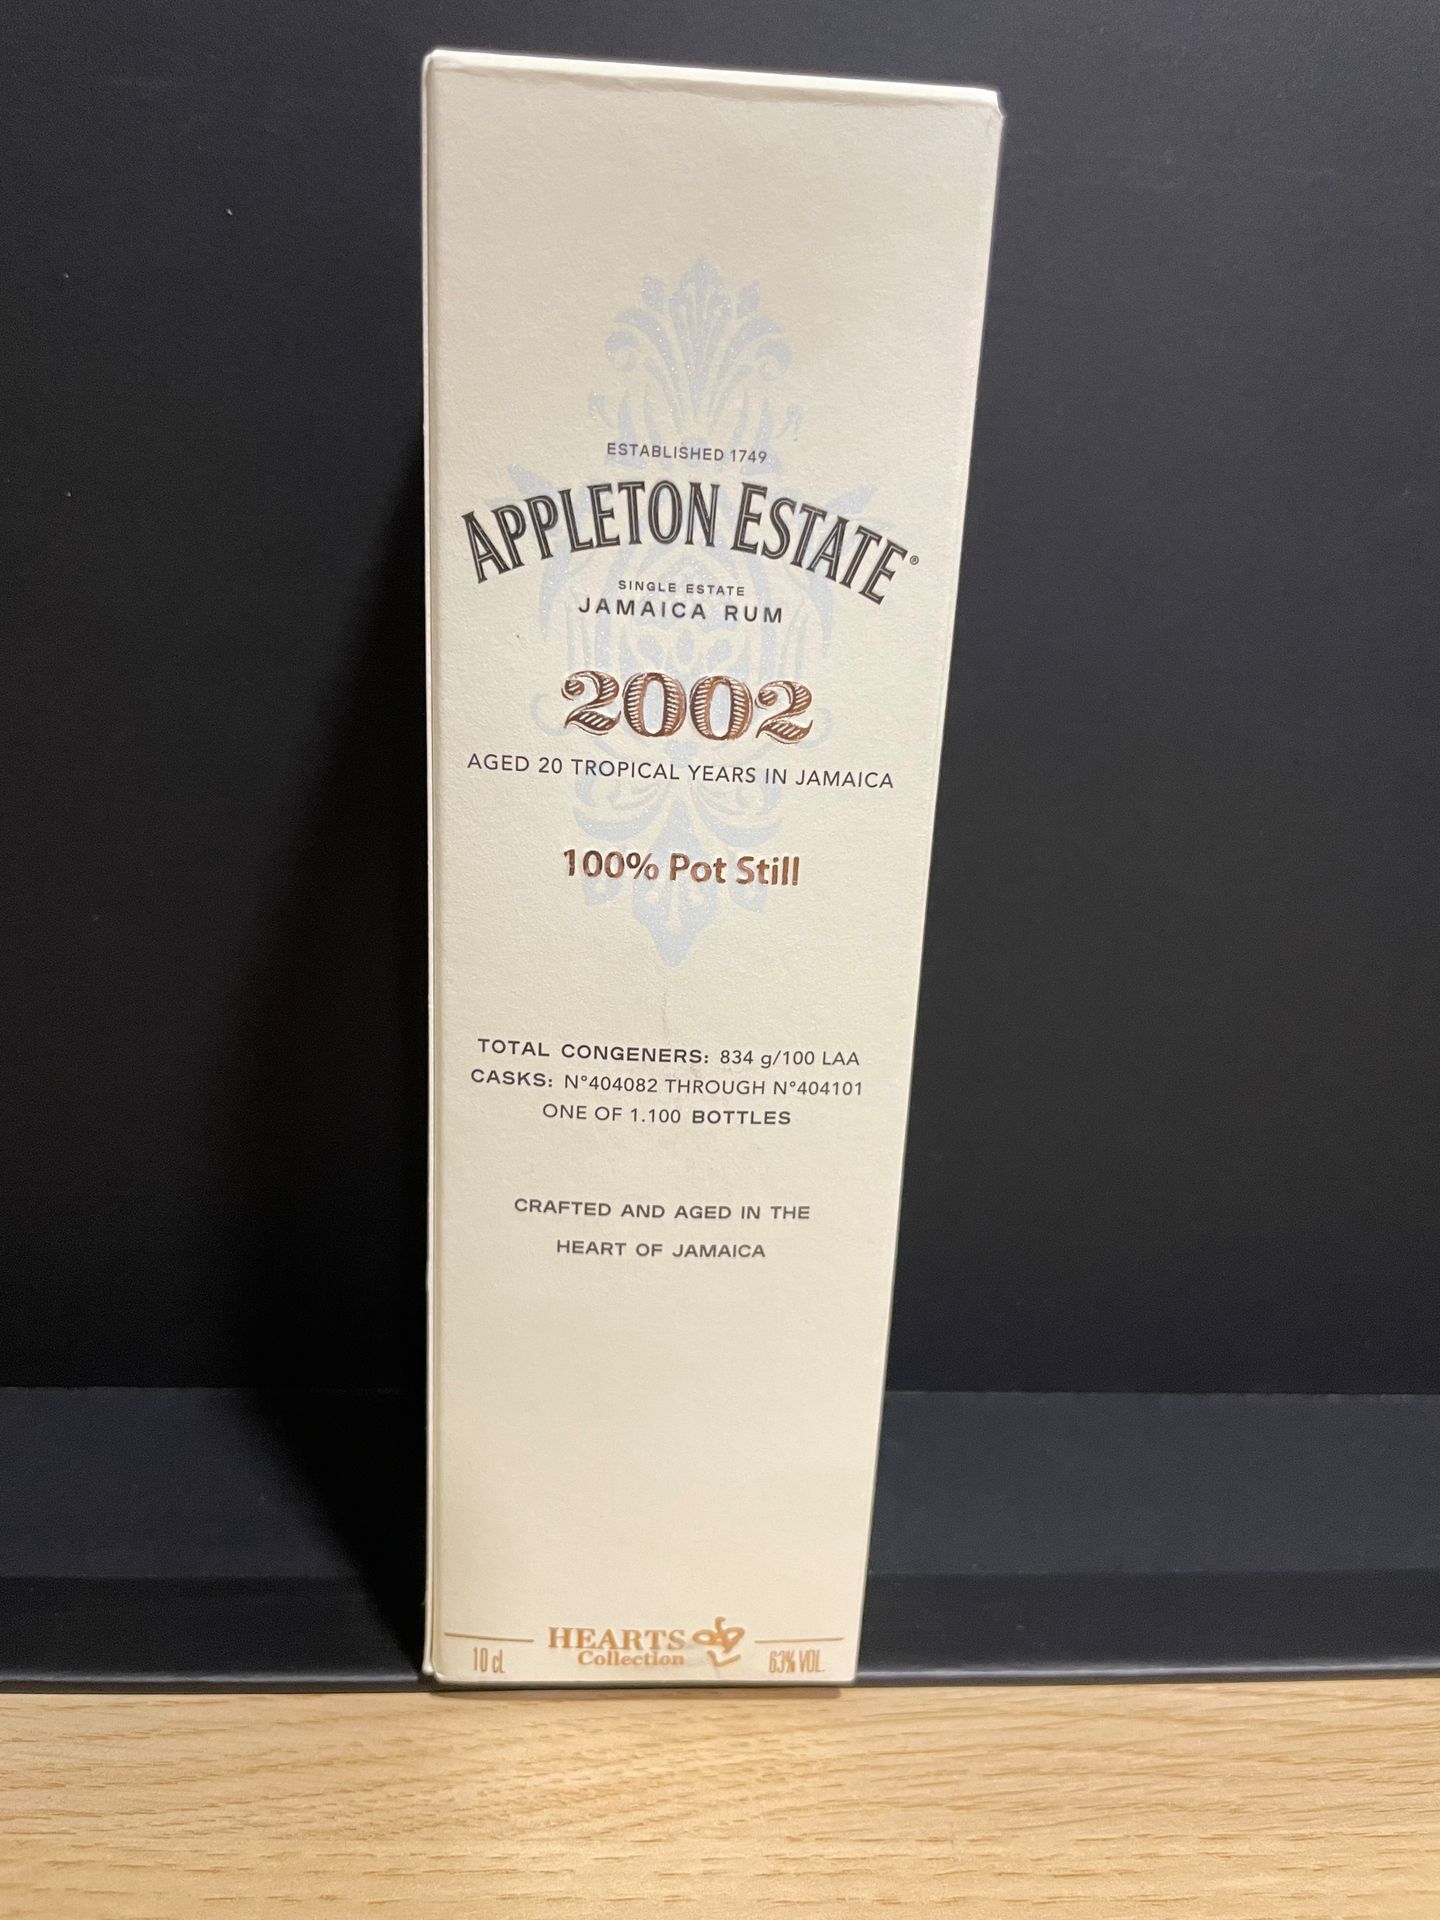 ESTABLISHED 1749
APPLETON ESTATE®
SINGLE ESTATE
JAMAICA RUM
2002
AGED 20 TROPICAL YEARS IN JAMAICA
100% Pot Still
TOTAL CONGENERS: 834 g/100 LAA
CASKS: N°404082 THROUGH N°404101
ONE OF 1.100 BOTTLES
CRAFTED AND AGED IN THE
HEART OF JAMAICA
HEARTS
Collection
10 cL
63% VOL.